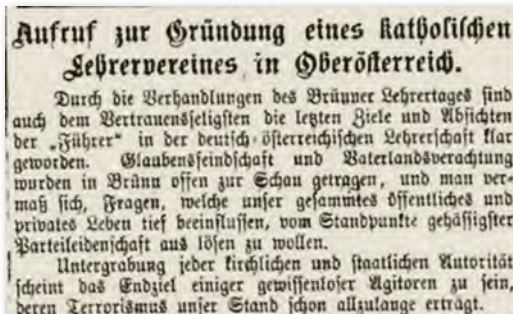 Aufruf zur Gründung eines katholischen
Lehrervereines in Oberösterreich.
Durch die Verhandlungen des Brünner Lehrertages sind
auch dem Vertrauensseligsten die letzten Ziele und Absichten
der „Führer“ in der deutsch-österreichischen Lehrerschaft klar
geworden. Glaubensfeindschaft und Vaterlandsverachtung
wurden in Brünn offen zur Schau getragen, und man ver-
maß sich, Fragen, welche unser gesammtes öffentliches und
privates Leben tief beeinflussen, vom Standpunkte gehässigster
Parteileidenschaft aus lösen zu wollen.
Untergrabung jeder kirchlichen und staatlichen Autorität
scheint das Endziel einiger gewissenloser Agitoren zu sein,
deren Terrorismus unser Stand schon allzulange erträgt.